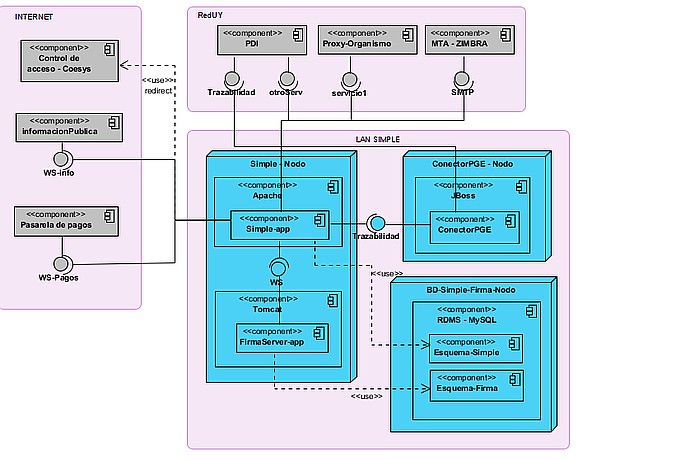 INTERNET
<<component>>
Control de
acceso - Coesys
<<use>>
redirect
<<component>>
informacionPublica
WS-Info
<<component>>
Pasarela de pagos
WS-Pagos
RedUY
<<component>>
PDI
<<component>>
Proxy-Organismo
<<component>>
MTA - ZIMBRA
Trazabilidad
otroServ
servicio1
SMTP
LAN SIMPLE
Simple - Nodo
<<component>>
Apache
<<component>>
Simple-app
WS
<<component>>
Tomcat
<<component>>
FirmaServer-app
Trazabilidad
ConectorPGE - Nodo
<<component>>
JBoss
<<component>>
ConectorPGE
<<use>>
BD-Simple-Firma-Nodo
<<component>>
RDMS - MySQL
<<component>>
Esquema-Simple
<<component>>
Esquema-Firma
<<use>>